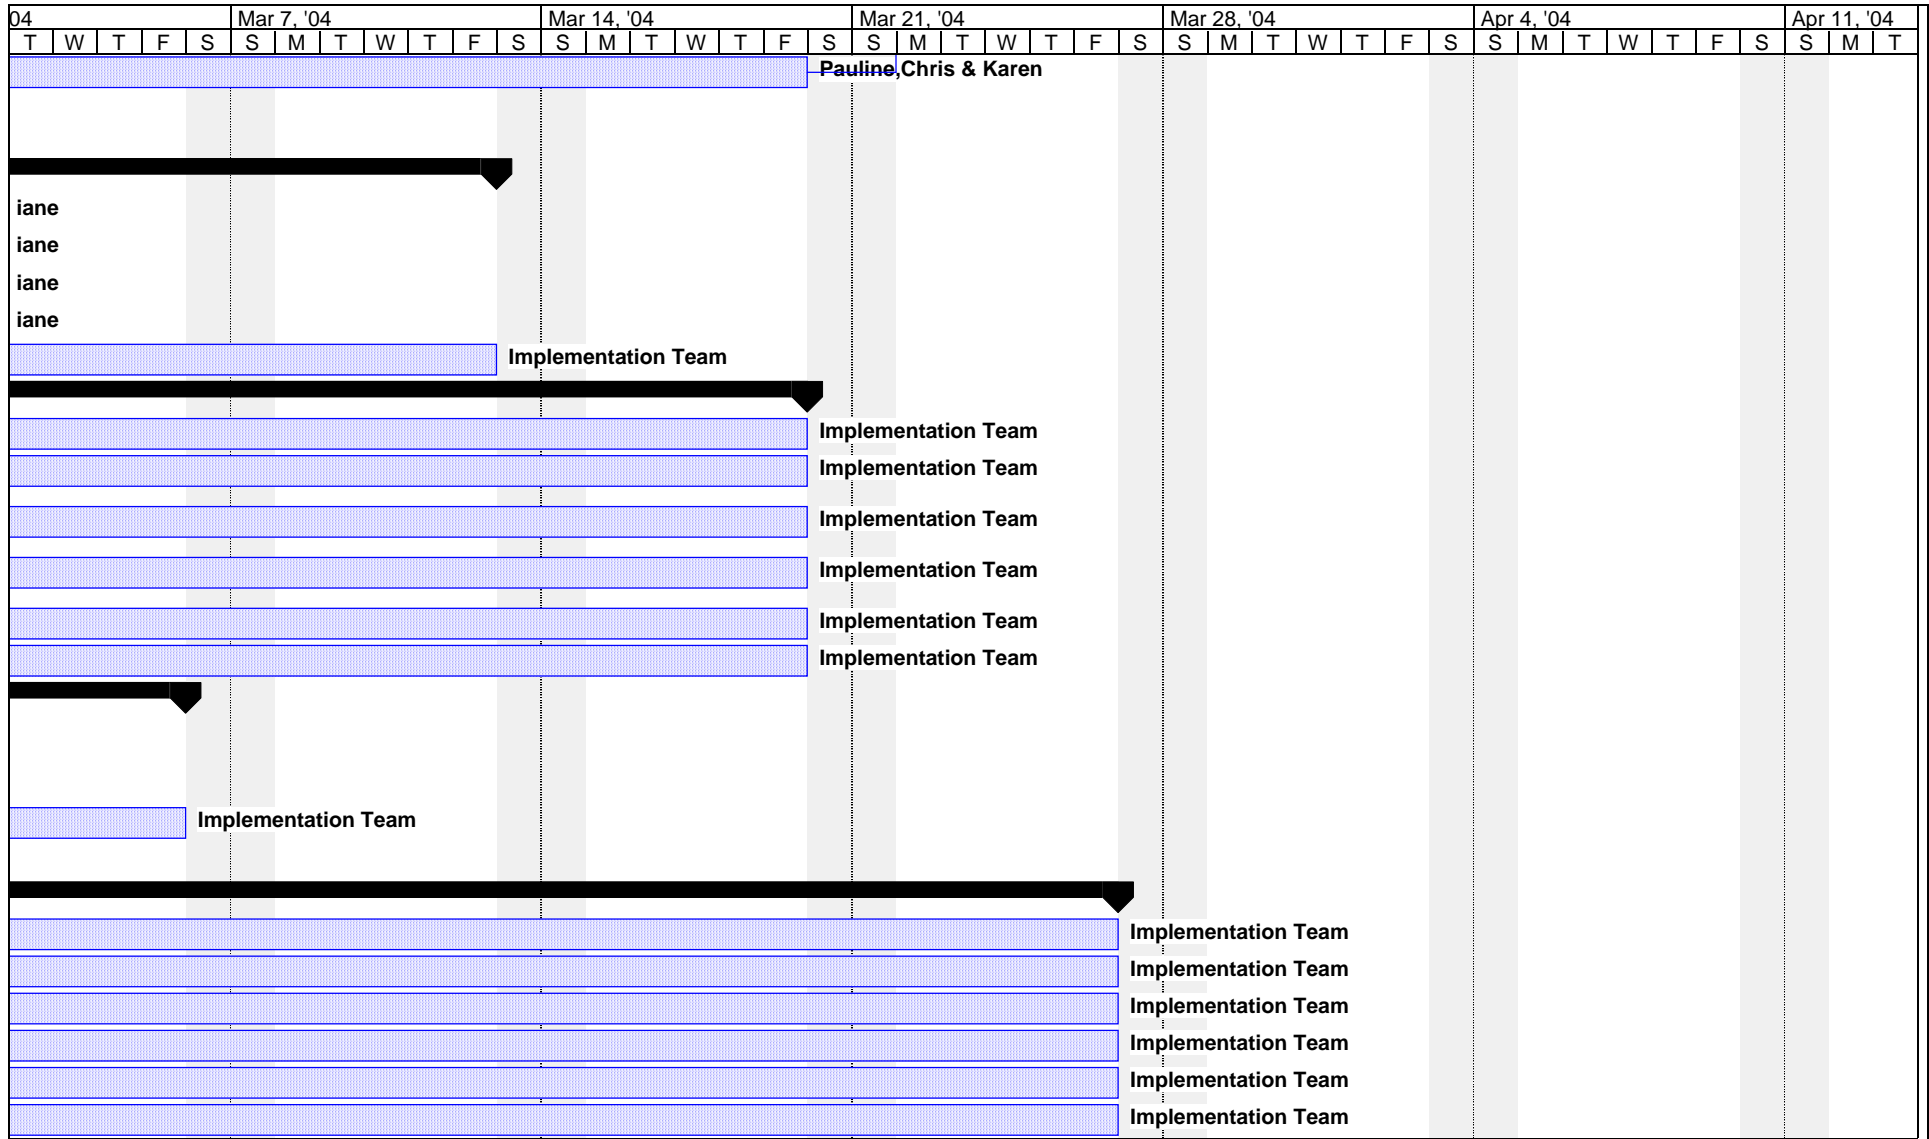 04 Mar 7, '04 Mar 14, '04 Mar 21, '04 Mar 28, '04 Apr 4, '04 Apr 11, '04
T W T F S S M T W T F S S M T W T F S S M T W T F S S M T W T F S S M T W T F S S M T
Pauline,Chris & Karen
iane
iane
iane
iane
Implementation Team
Implementation Team
Implementation Team
Implementation Team
Implementation Team
Implementation Team
Implementation Team
Implementation Team
Implementation Team
Implementation Team
Implementation Team
Implementation Team
Implementation Team
Implementation Team